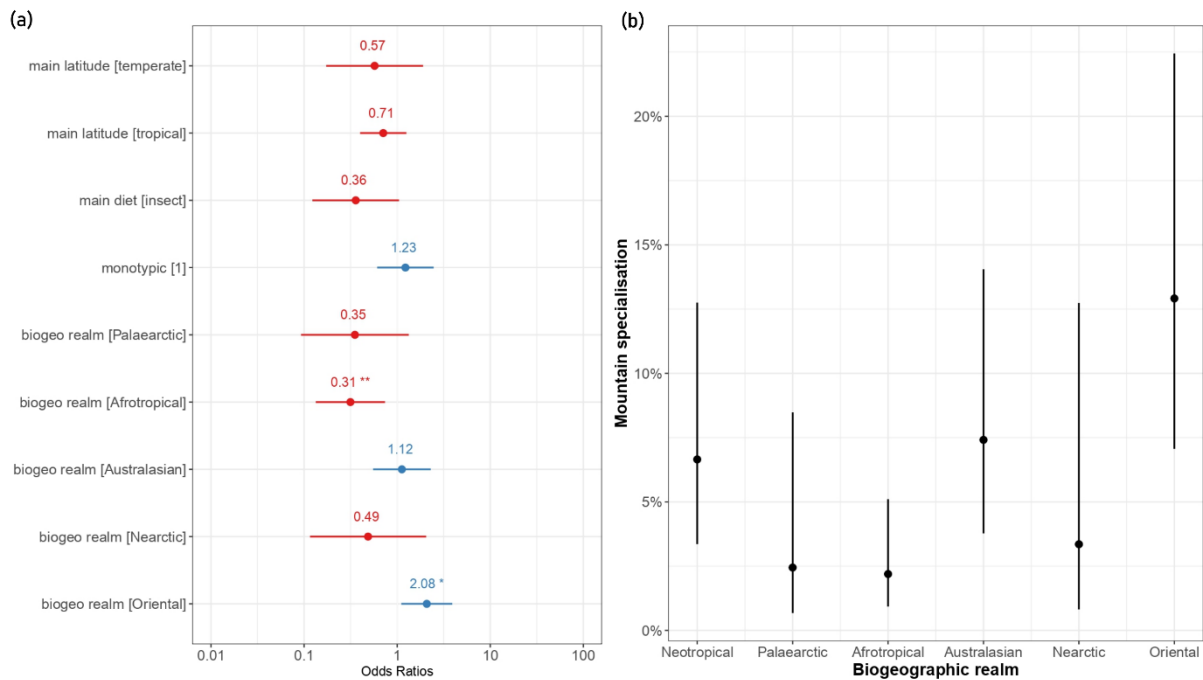 (a)
main latitude [temperate]
main latitude [tropical]
main diet [insect]
monotypic [1]
biogeo realm [Palaearctic]
biogeo realm [Afrotropical]
biogeo realm [Australasian]
biogeo realm [Nearctic]
biogeo realm [Oriental]
0.57
0.71
0.36
1.23
0.35
0.31 **
1.12
0.49
2.08 *
0.01 0.1 1 10 100
Odds Ratios
(b)
Mountain specialisation
20%
15%
10%
5%
0%
Neotropical Palaearctic Afrotropical Australasian Nearctic Oriental
Biogeographic realm